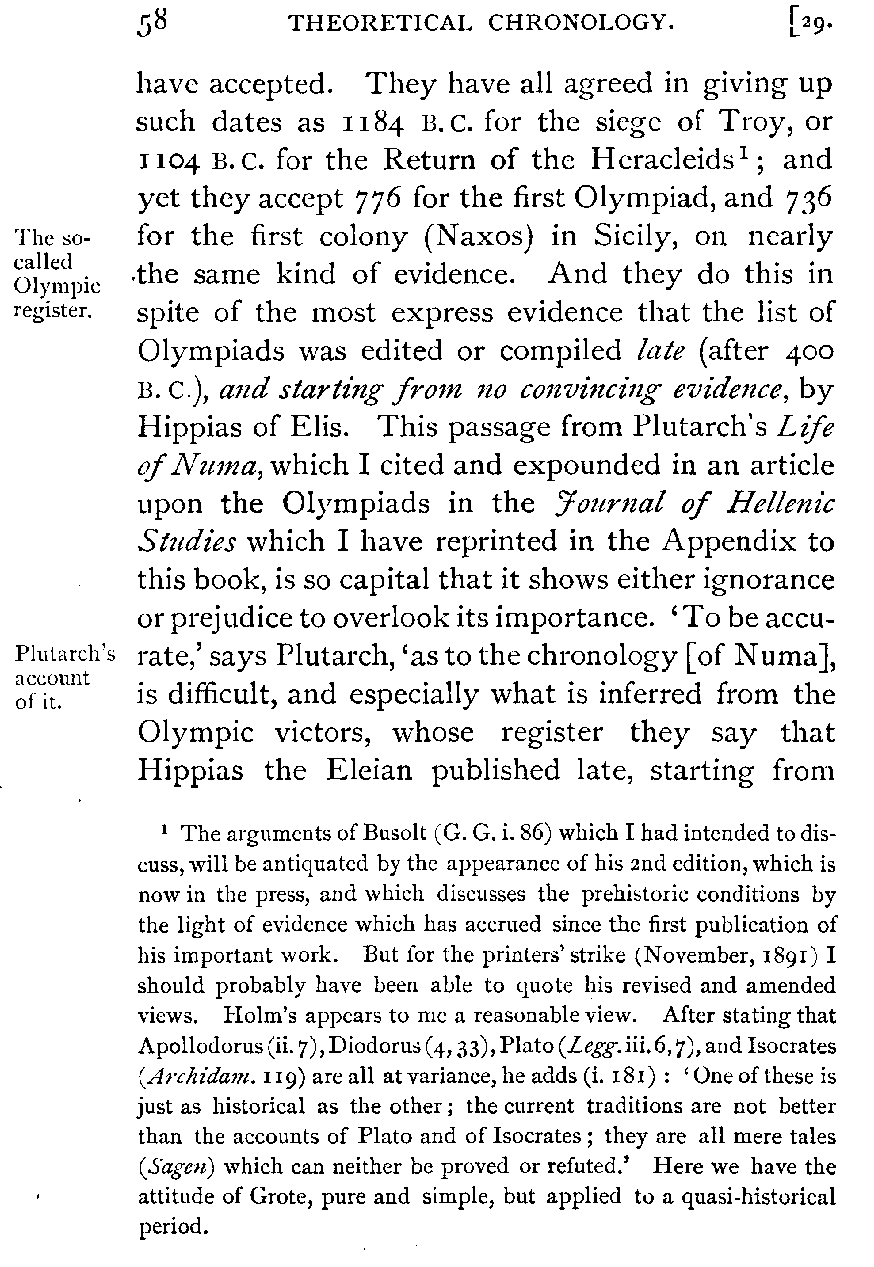 58 THEORETICAL CHRONOLOGY. [29.
have accepted. They have all agreed in giving up
such dates as 1184 B.C. for the siege of Troy, or
1104 B.C. for the Return of the Heracleids¹; and
yet they accept 776 for the first Olympiad, and 736
for the first colony (Naxos) in Sicily, on nearly
the same kind of evidence. And they do this in
spite of the most express evidence that the list of
Olympiads was edited or compiled late (after 400
B.C.), and starting from no convincing evidence, by
Hippias of Elis. This passage from Plutarch's Life
of Numa, which I cited and expounded in an article
upon the Olympiads in the Journal of Hellenic
Studies which I have reprinted in the Appendix to
this book, is so capital that it shows either ignorance
or prejudice to overlook its importance. ‘To be accu-
rate,’ says Plutarch, ‘as to the chronology [of Numa],
is difficult, and especially what is inferred from the
Olympic victors, whose register they say that
Hippias the Eleian published late, starting from
The so-
called
Olympic
register.
Plutarch's
account
of it.
¹ The arguments of Busolt (G. G. i. 86) which I had intended to dis-
cuss, will be antiquated by the appearance of his 2nd edition, which is
now in the press, and which discusses the prehistoric conditions by
the light of evidence which has accrued since the first publication of
his important work. But for the printers' strike (November, 1891) I
should probably have been able to quote his revised and amended
views. Holm's appears to me a reasonable view. After stating that
Apollodorus (ii. 7), Diodorus (4, 33), Plato (Legg. iii. 6, 7), and Isocrates
(Archidam. 119) are all at variance, he adds (i. 181) : ‘One of these is
just as historical as the other; the current traditions are not better
than the accounts of Plato and of Isocrates; they are all mere tales
(Sagen) which can neither be proved or refuted.’ Here we have the
attitude of Grote, pure and simple, but applied to a quasi-historical
period.